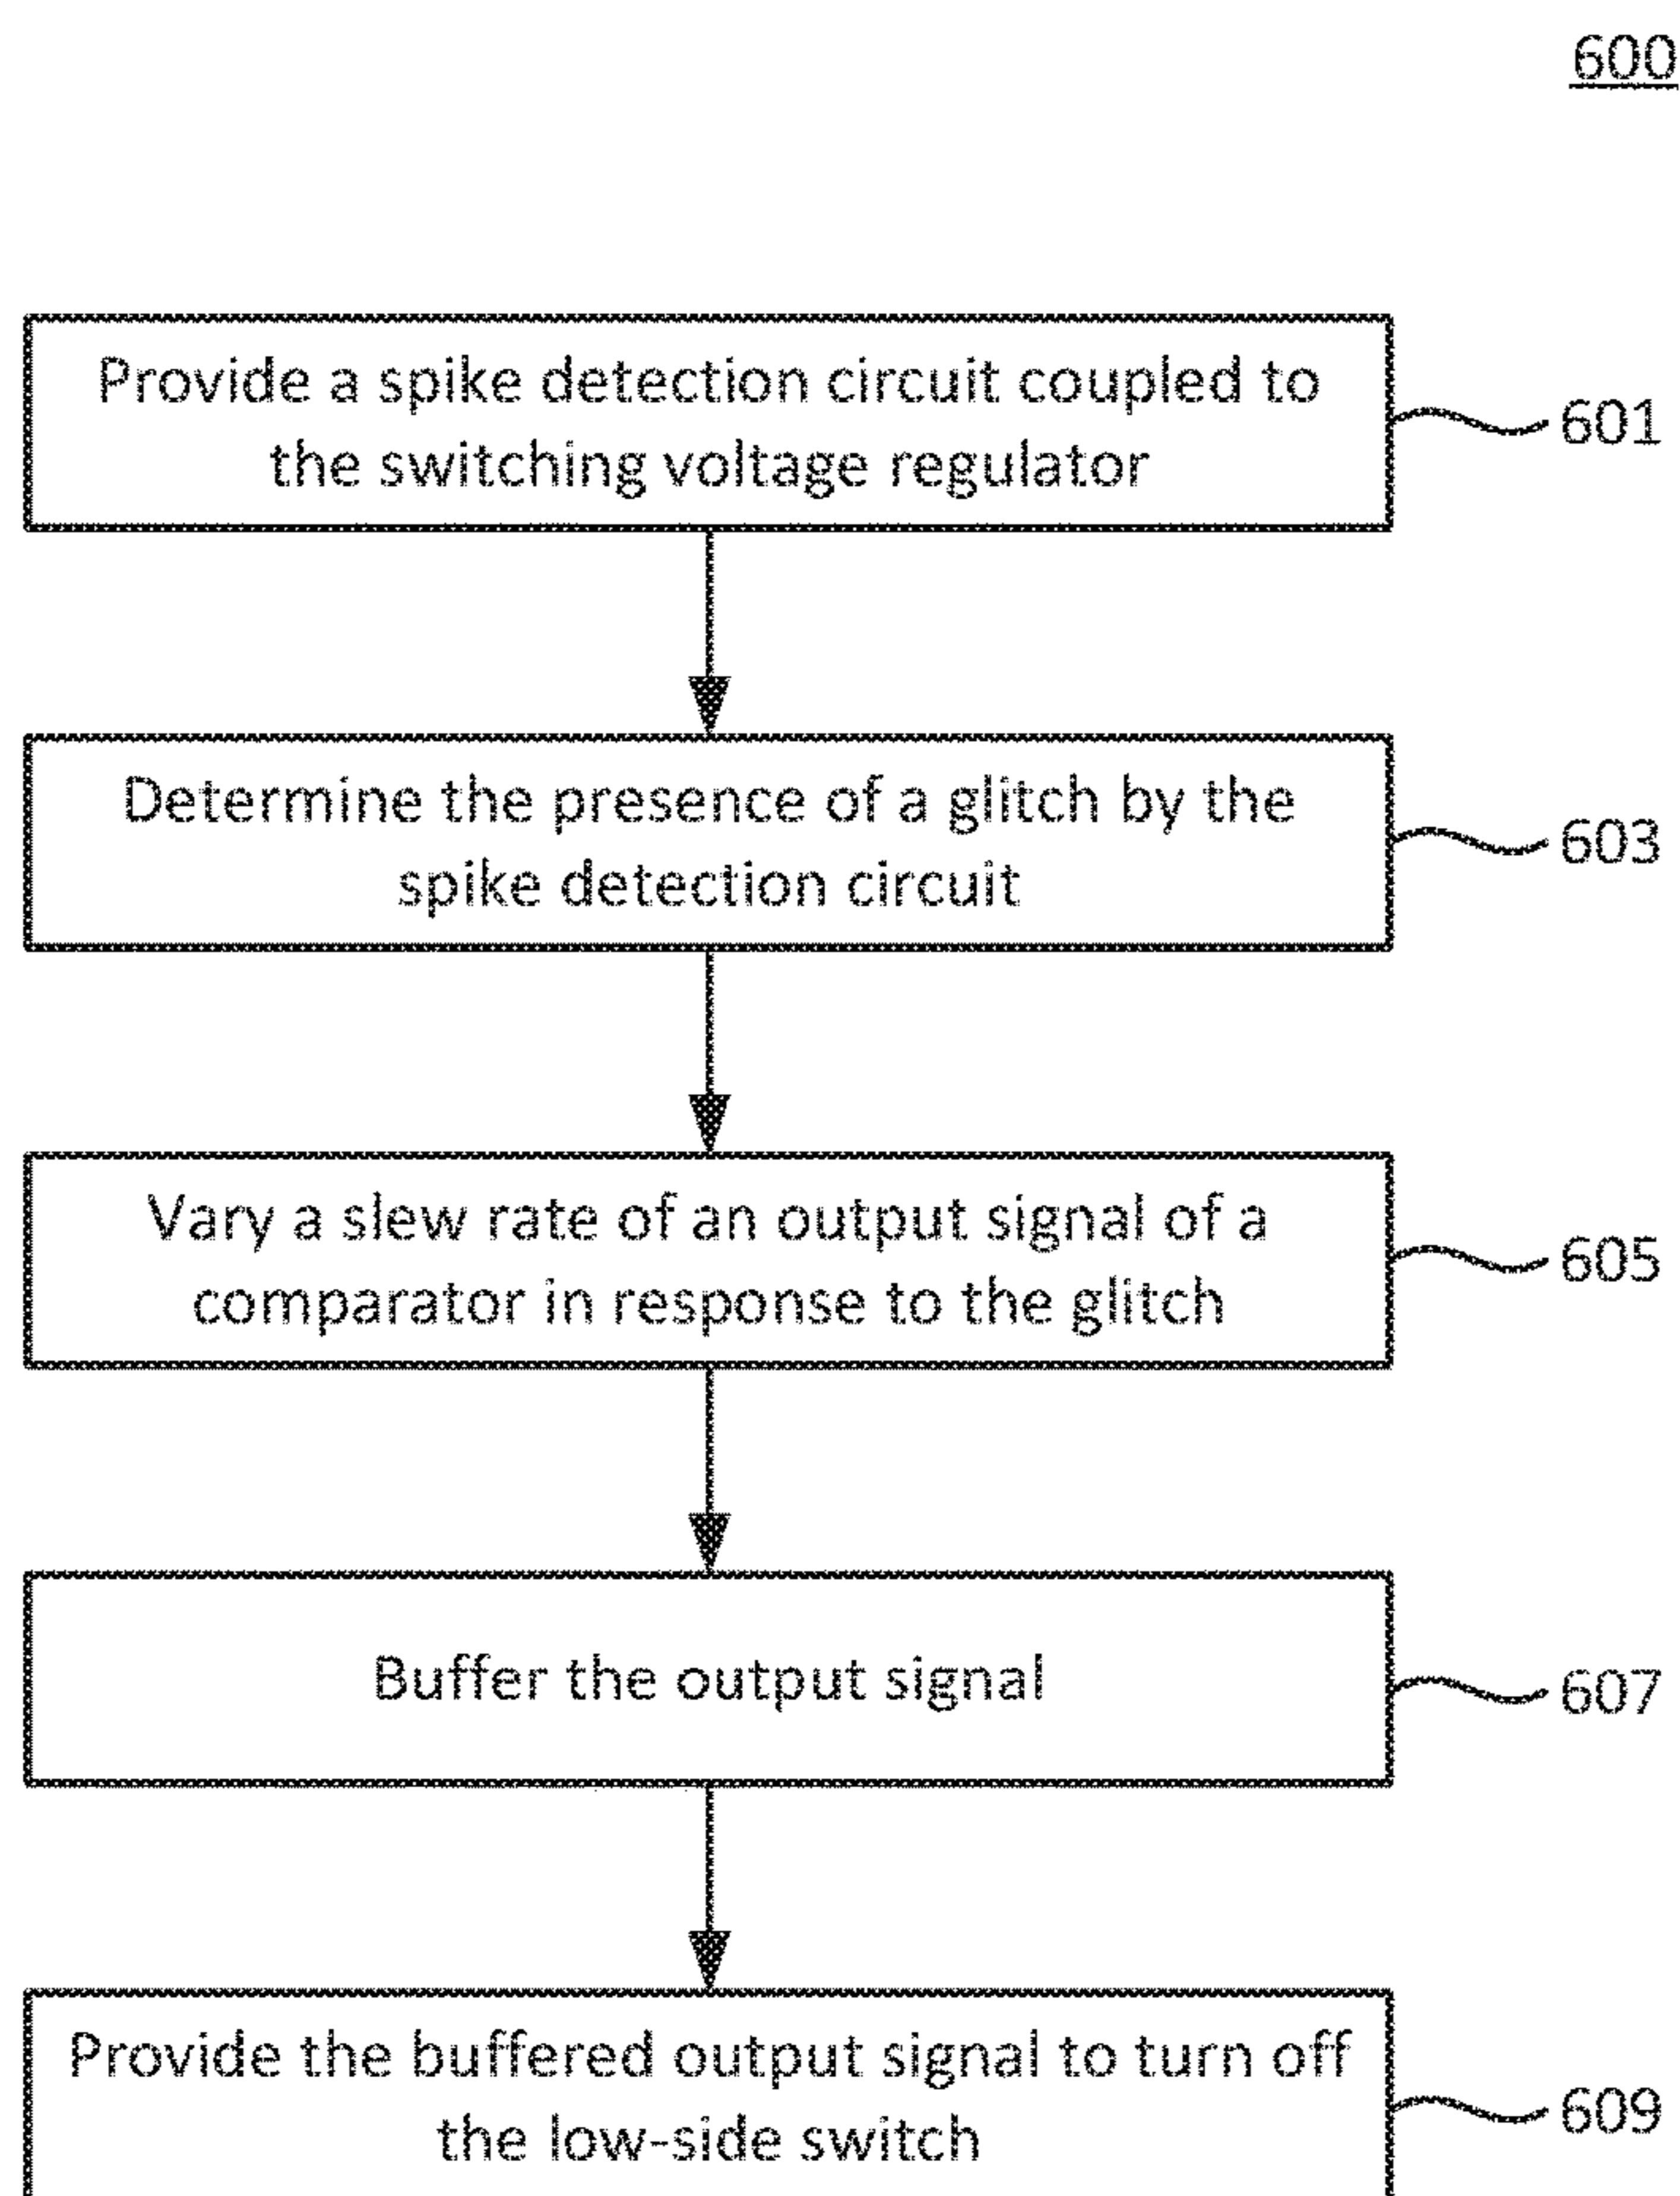 600
Provide a spike detection circuit coupled to
the switching voltage regulator
601
Determine the presence of a glitch by the
spike detection circuit
603
Vary a slew rate of an output signal of a
comparator in response to the glitch
605
Buffer the output signal
607
Provide the buffered output signal to turn off
the low-side switch
609